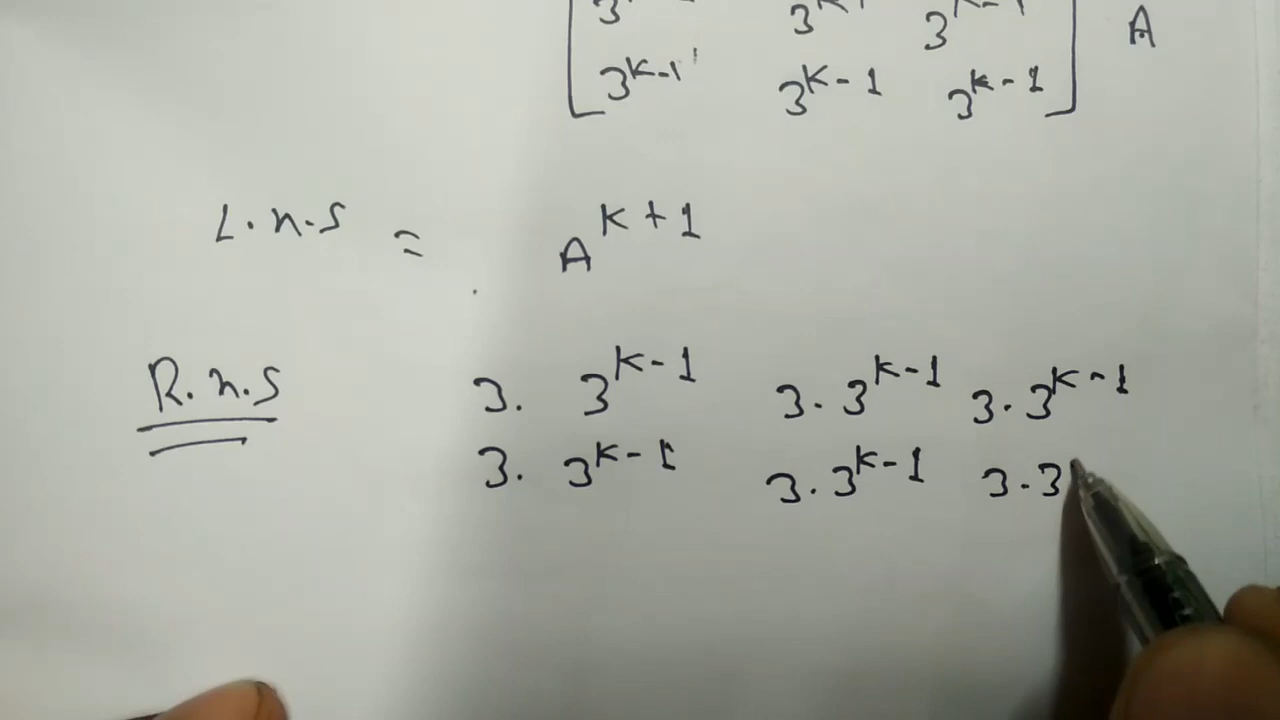 3^{k-1} 3^{k-1} 3^{k-1} A
3^{k-1} 3^{k-1} 3^{k-1}
L.h.s = A^{k+1}
R.h.s 3. 3^{k-1} 3.3^{k-1} 3.3^{k-1}
3. 3^{k-1} 3.3^{k-1} 3.3